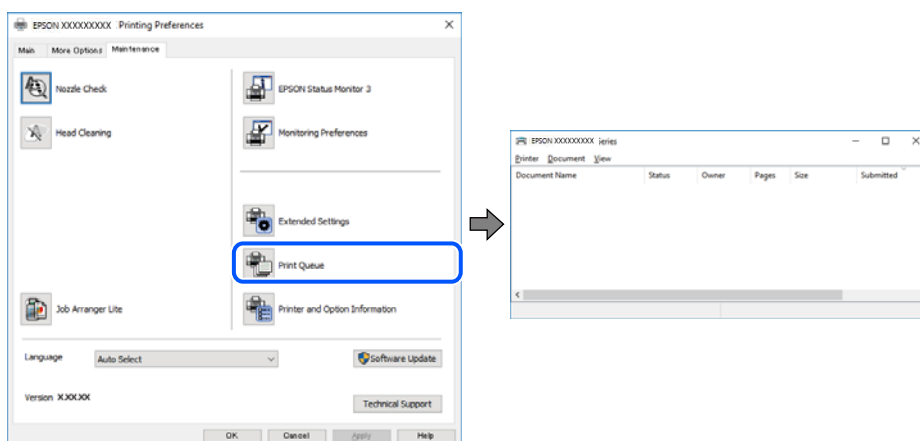 EPSON XXXXXXXXX Printing Preferences
Main More Options Maintenance
Nozzle Check
EPSON Status Monitor 3
Head Cleaning
Monitoring Preferences
Extended Settings
Print Queue
Job Arranger Lite
Printer and Option Information
Language Auto Select
Software Update
Version X.XX.XX
Technical Support
OK Cancel Apply Help
EPSON XXXXXXXXX ieries
Printer Document View
Document Name Status Owner Pages Size Submitted